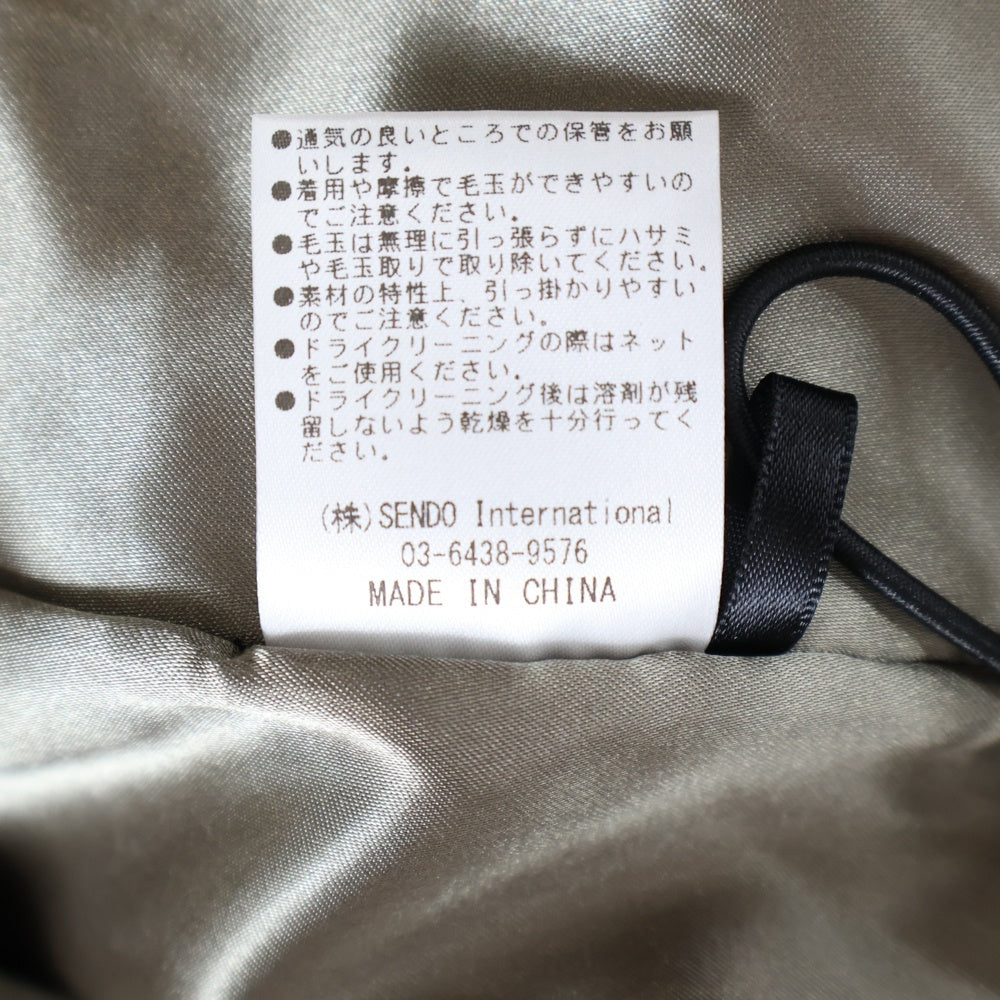 ●通気の良いところでの保管をお願
いします。
●着用や摩擦で毛玉ができやすいの
でご注意ください。
●毛玉は無理に引っ張らずにハサミ
や毛玉取りで取り除いてください。
●素材の特性上、引っ掛かりやすい
のでご注意ください。
●ドライクリーニングの際はネット
をご使用ください。
●ドライクリーニング後は溶剤が残
留しないよう乾燥を十分行ってく
ださい。
(株)SENDO International
03-6438-9576
MADE IN CHINA